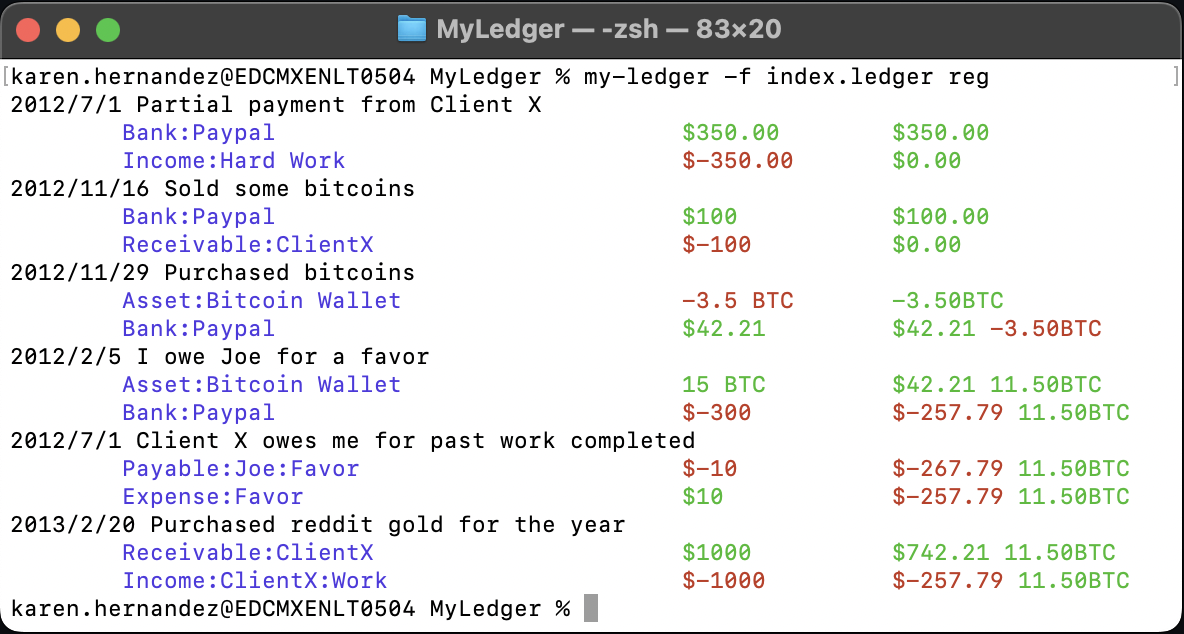 MyLedger — -zsh — 83×20
[karen.hernandez@EDCMXENLT0504 MyLedger % my-ledger -f index.ledger reg ]
2012/7/1 Partial payment from Client X
Bank:Paypal $350.00 $350.00
Income:Hard Work $-350.00 $0.00
2012/11/16 Sold some bitcoins
Bank:Paypal $100 $100.00
Receivable:ClientX $-100 $0.00
2012/11/29 Purchased bitcoins
Asset:Bitcoin Wallet -3.5 BTC -3.50BTC
Bank:Paypal $42.21 $42.21 -3.50BTC
2012/2/5 I owe Joe for a favor
Asset:Bitcoin Wallet 15 BTC $42.21 11.50BTC
Bank:Paypal $-300 $-257.79 11.50BTC
2012/7/1 Client X owes me for past work completed
Payable:Joe:Favor $-10 $-267.79 11.50BTC
Expense:Favor $10 $-257.79 11.50BTC
2013/2/20 Purchased reddit gold for the year
Receivable:ClientX $1000 $742.21 11.50BTC
Income:ClientX:Work $-1000 $-257.79 11.50BTC
karen.hernandez@EDCMXENLT0504 MyLedger %